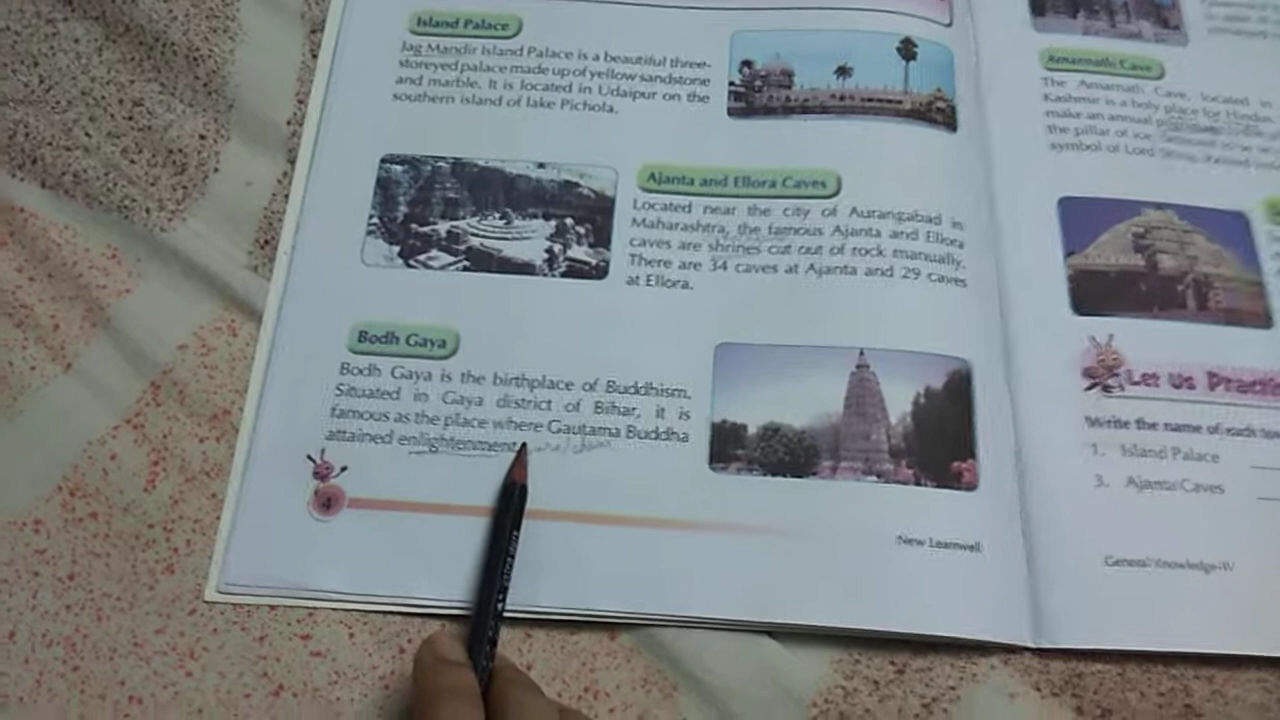 Island Palace
Jag Mandir Island Palace is a beautiful three-
storeyed palace made up of yellow sandstone
and marble. It is located in Udaipur on the
southern island of lake Pichola.
Ajanta and Ellora Caves
Located near the city of Aurangabad in
Maharashtra, the famous Ajanta and Ellora
caves are shrines cut out of rock manually.
There are 34 caves at Ajanta and 29 caves
at Ellora.
Bodh Gaya
Bodh Gaya is the birthplace of Buddhism.
Situated in Gaya district of Bihar, it is
famous as the place where Gautama Buddha
attained enlightenment
4
New Learnwell
Amarnath Cave
The Amarnath Cave, located in
Kashmir is a holy place for Hindus.
make an annual
the pillar of ice
symbol of Lord
Let Us Practi
Write the name of each
1. Island Palace
3. Ajanta Caves
General Knowledge-IV